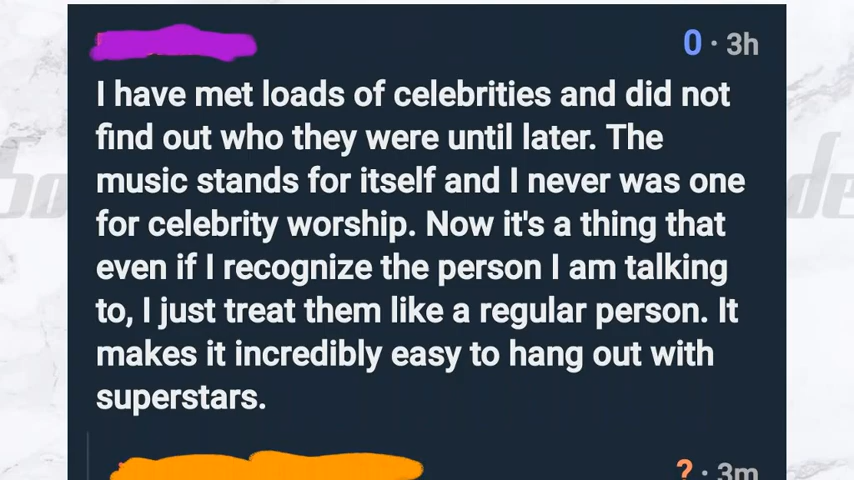 0 · 3h
I have met loads of celebrities and did not
find out who they were until later. The
music stands for itself and I never was one
for celebrity worship. Now it's a thing that
even if I recognize the person I am talking
to, I just treat them like a regular person. It
makes it incredibly easy to hang out with
superstars.
? · 3m